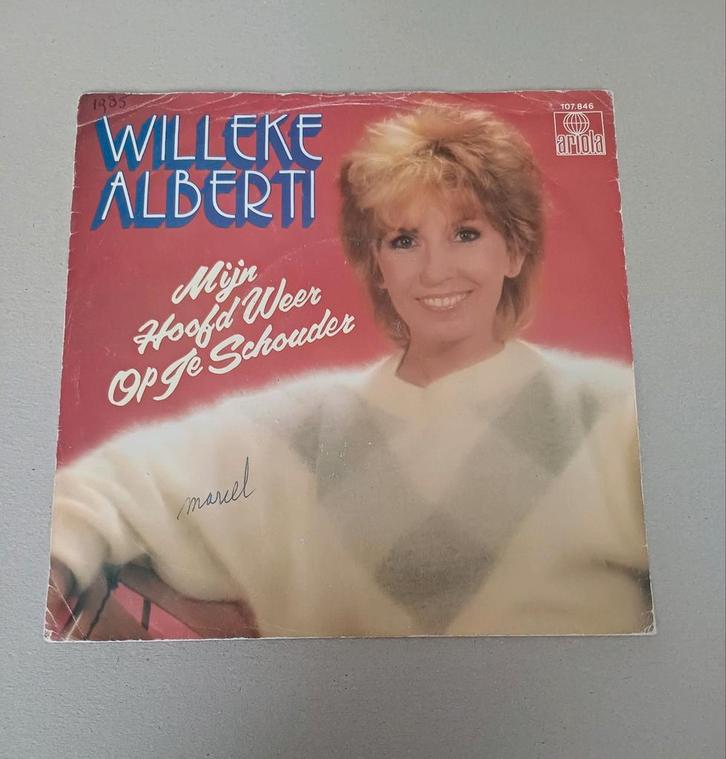 1985
107.846
ariola
WILLEKE
ALBERTI
Mijn
Hoofd Weer
Op Je Schouder
marcel